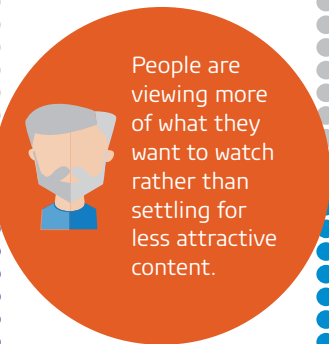 People are
viewing more
of what they
want to watch
rather than
settling for
less attractive
content.